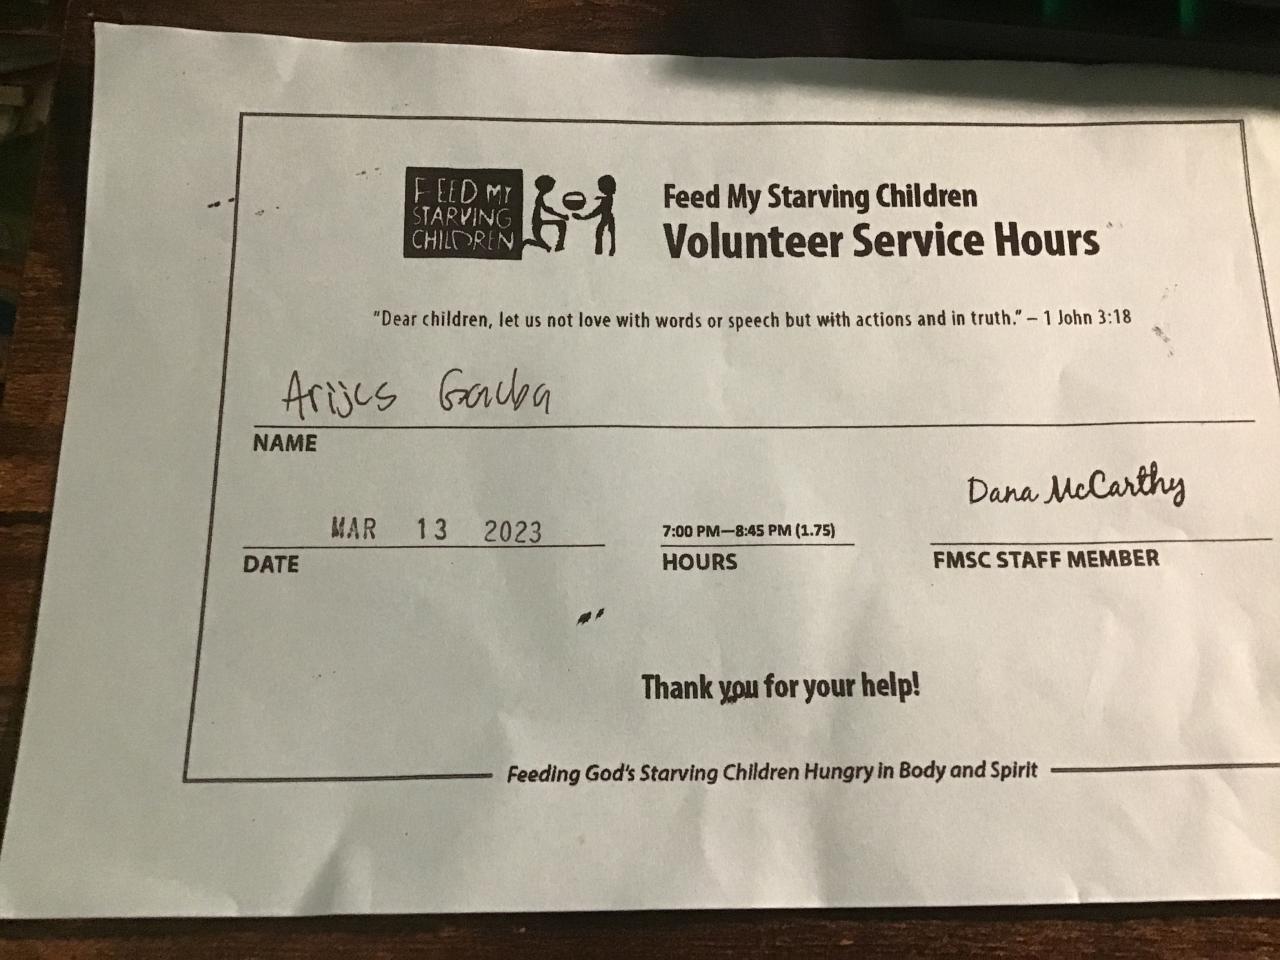 FEED MY
STARVING
CHILDREN
Feed My Starving Children
Volunteer Service Hours
"Dear children, let us not love with words or speech but with actions and in truth." – 1 John 3:18
NAME
Dana McCarthy
MAR 13 2023
7:00 PM—8:45 PM (1.75)
DATE
HOURS
FMSC STAFF MEMBER
Thank you for your help!
Feeding God's Starving Children Hungry in Body and Spirit